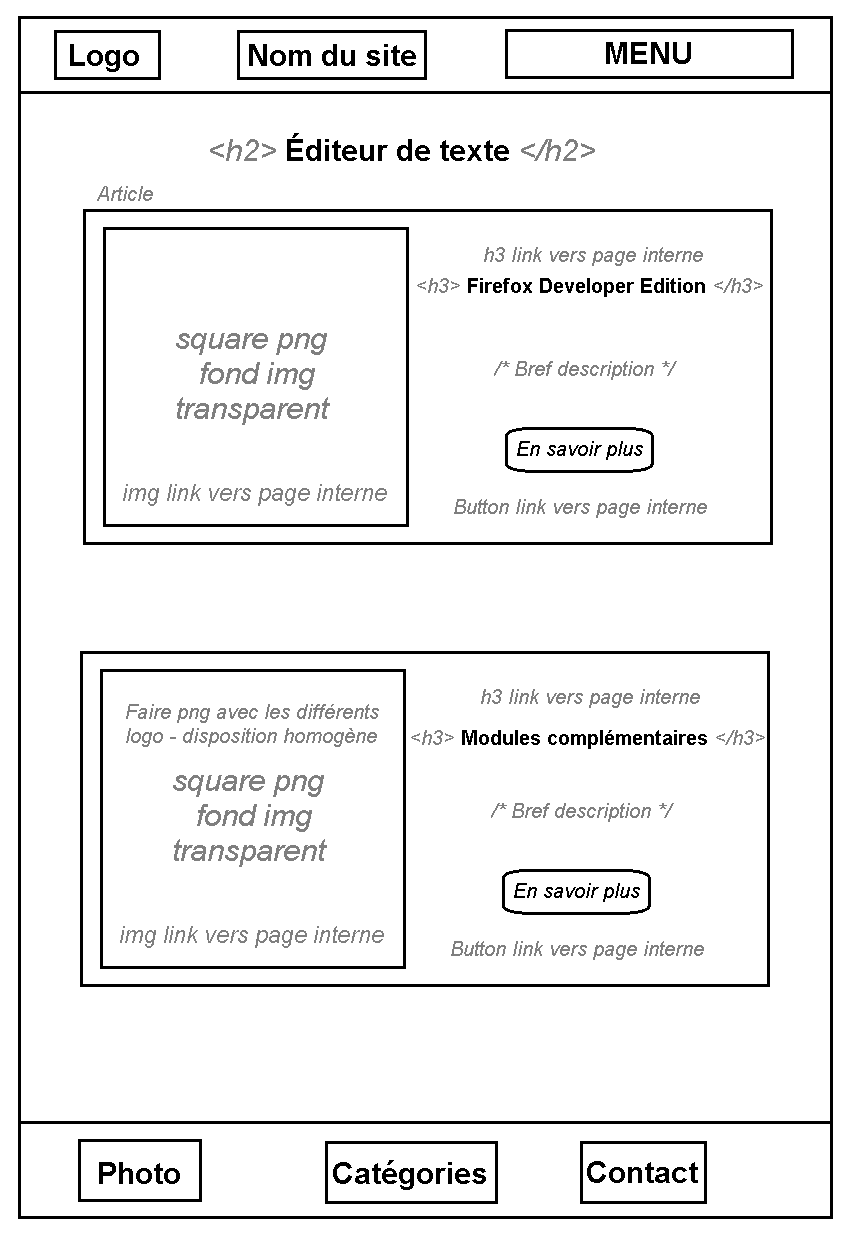 Logo
Nom du site
MENU
<h2> Éditeur de texte </h2>
Article
square png
fond img
transparent
img link vers page interne
h3 link vers page interne
<h3> Firefox Developer Edition </h3>
/* Bref description */
En savoir plus
Button link vers page interne
Faire png avec les différents
logo - disposition homogène
square png
fond img
transparent
img link vers page interne
h3 link vers page interne
<h3> Modules complémentaires </h3>
/* Bref description */
En savoir plus
Button link vers page interne
Photo
Catégories
Contact